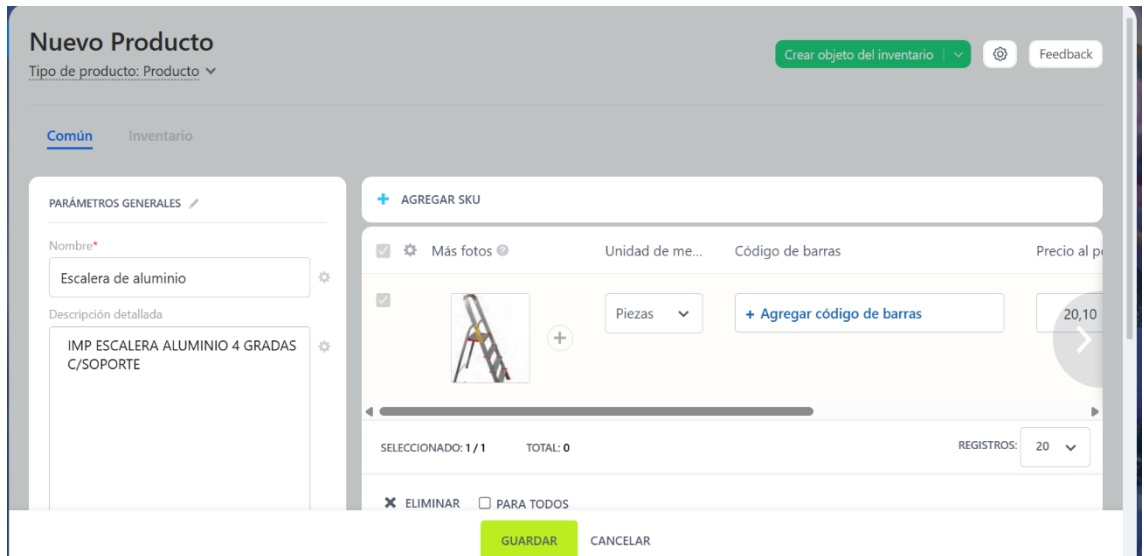 Nuevo Producto
Tipo de producto: Producto
Crear objeto del inventario
Feedback
Común
Inventario
PARÁMETROS GENERALES
Nombre*
Escalera de aluminio
Descripción detallada
IMP ESCALERA ALUMINIO 4 GRADAS
C/SOPORTE
+ AGREGAR SKU
Más fotos
Unidad de me...
Código de barras
Precio al
Piezas
+ Agregar código de barras
20,10
SELECCIONADO: 1 / 1
TOTAL: 0
REGISTROS:
20
ELIMINAR
PARA TODOS
GUARDAR
CANCELAR